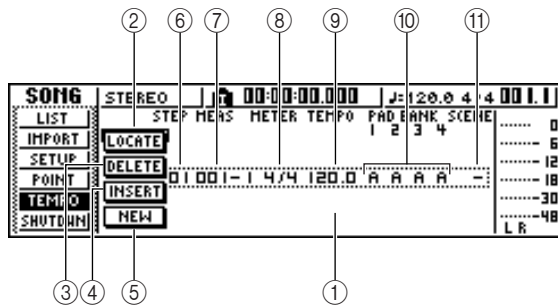 ② ⑥ ⑦ ⑧ ⑨ ⑩ ⑪
SONG STEREO 00:00:00.000 ♩=120.0 4/4 001.1
LIST STEP MEAS METER TEMPO PAD BANK SCENE 0
IMPORT LOCATE 1 2 3 4 6
SETUP DELETE 12
POINT 01 001-1 4/4 120.0 A A A A - 18
TEMPO INSERT 30
SHUTDWN NEW 48
L R
③ ④ ⑤ ①